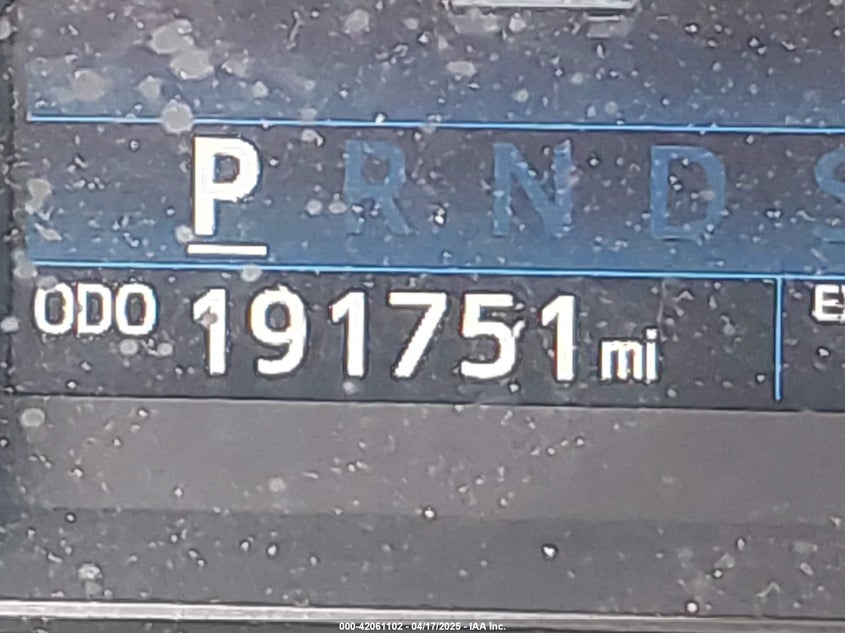 P R N D S
ODO 191751 mi
000-42061102 - 04/17/2025 - IAA Inc.